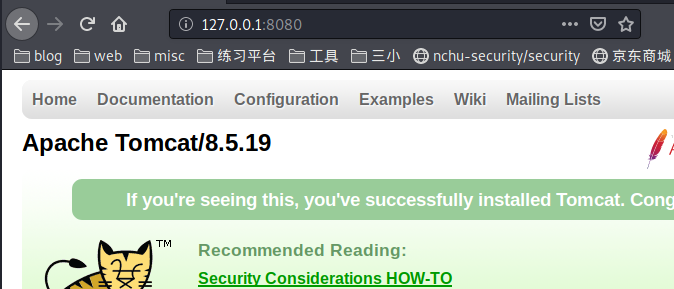 127.0.0.1:8080
blog web misc 练习平台 工具 三小 nchu-security/security 京东商城
Home Documentation Configuration Examples Wiki Mailing Lists
Apache Tomcat/8.5.19
If you're seeing this, you've successfully installed Tomcat. Cong
TM
Recommended Reading:
Security Considerations HOW-TO